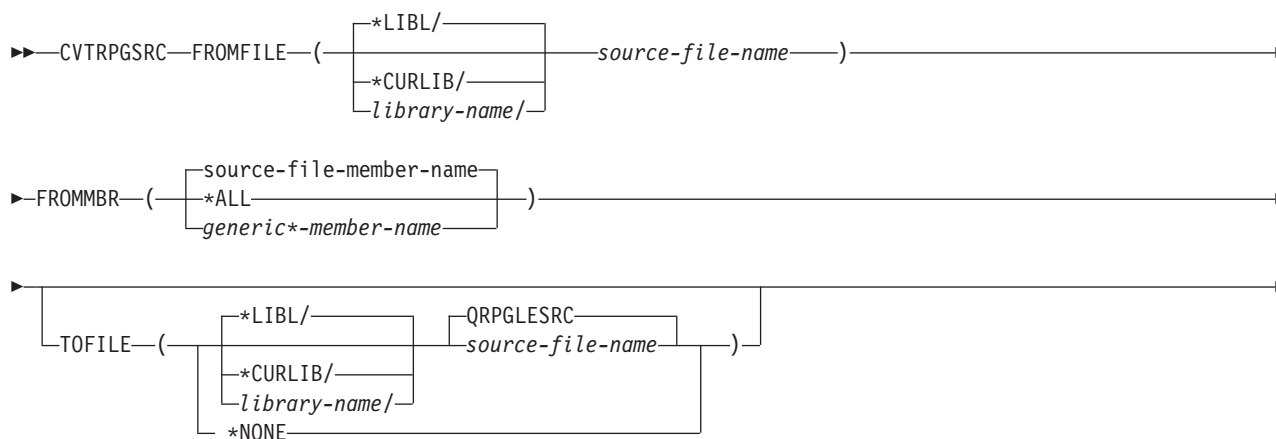 *LIBL/
CVTRPGSRC FROMFILE ( source-file-name )
*CURLIB/
library-name/
source-file-member-name
FROMMBR ( *ALL )
generic*-member-name
*LIBL/ QRPGLESRC
TOFILE ( source-file-name )
*CURLIB/
library-name/
*NONE